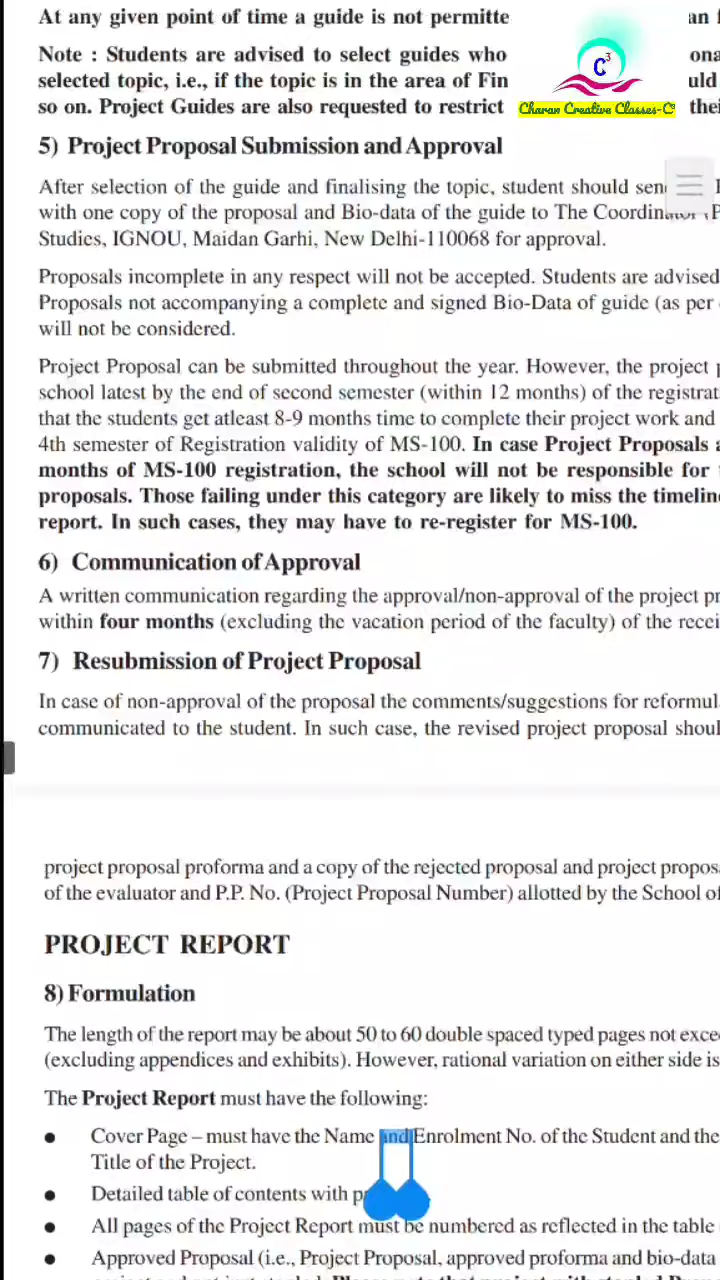 At any given point of time a guide is not permitte an
Note : Students are advised to select guides who
selected topic, i.e., if the topic is in the area of Fin uld
so on. Project Guides are also requested to restrict
C3
Charan Creative Classes-C3
5) Project Proposal Submission and Approval
After selection of the guide and finalising the topic, student should
with one copy of the proposal and Bio-data of the guide to The
Studies, IGNOU, Maidan Garhi, New Delhi-110068 for approval.
Proposals incomplete in any respect will not be accepted. Students are advised
Proposals not accompanying a complete and signed Bio-Data of guide (as per
will not be considered.
Project Proposal can be submitted throughout the year. However, the project
school latest by the end of second semester (within 12 months) of the registrat
that the students get atleast 8-9 months time to complete their project work and
4th semester of Registration validity of MS-100. In case Project Proposals
months of MS-100 registration, the school will not be responsible for
proposals. Those failing under this category are likely to miss the timeline
report. In such cases, they may have to re-register for MS-100.
6) Communication of Approval
A written communication regarding the approval/non-approval of the project pr
within four months (excluding the vacation period of the faculty) of the recei
7) Resubmission of Project Proposal
In case of non-approval of the proposal the comments/suggestions for reformul
communicated to the student. In such case, the revised project proposal shoul
project proposal proforma and a copy of the rejected proposal and project propos
of the evaluator and P.P. No. (Project Proposal Number) allotted by the School of
PROJECT REPORT
8) Formulation
The length of the report may be about 50 to 60 double spaced typed pages not exce
(excluding appendices and exhibits). However, rational variation on either side is
The Project Report must have the following:
● Cover Page – must have the Name and Enrolment No. of the Student and the
Title of the Project.
● Detailed table of contents with
● All pages of the Project Report must be numbered as reflected in the table
● Approved Proposal (i.e., Project Proposal, approved proforma and bio-data